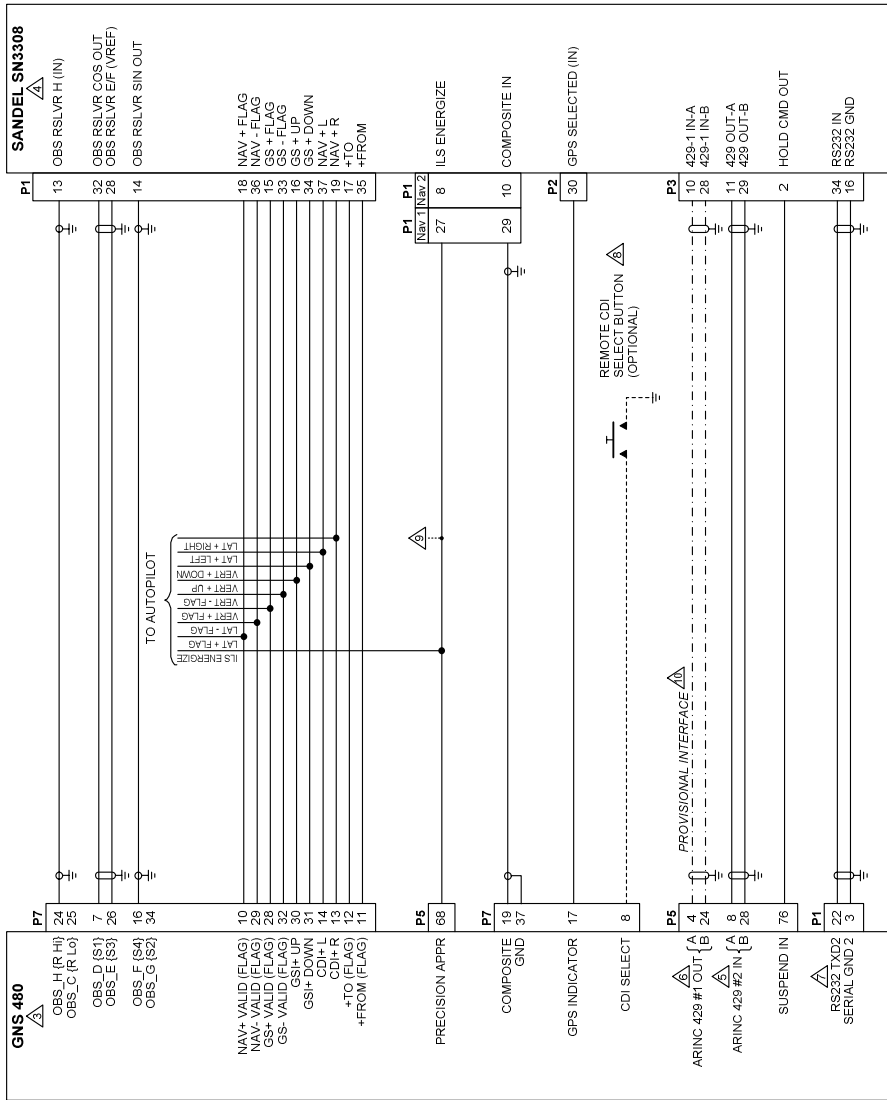 SANDEL SN3308
4
P1
13 OBS RSLVR H (IN)
32 OBS RSLVR COS OUT
28 OBS RSLVR E/F (VREF)
14 OBS RSLVR SIN OUT
18 NAV + FLAG
36 NAV - FLAG
15 GS + FLAG
33 GS - FLAG
16 GS + UP
34 GS + DOWN
37 NAV + L
19 NAV + R
17 +TO
35 +FROM
P1 P1
Nav 1 Nav 2
27 8 ILS ENERGIZE
29 10 COMPOSITE IN
P2
30 GPS SELECTED (IN)
REMOTE CDI
SELECT BUTTON
(OPTIONAL)
8
P3
10 429-1 IN-A
28 429-1 IN-B
11 429 OUT-A
29 429 OUT-B
2 HOLD CMD OUT
34 RS232 IN
16 RS232 GND
TO AUTOPILOT
LAT + RIGHT
LAT + LEFT
VERT + DOWN
VERT + UP
VERT - FLAG
VERT + FLAG
LAT - FLAG
LAT + FLAG
ILS ENERGIZE
9
PROVISIONAL INTERFACE
10
GNS 480
3
P7
OBS_H {R Hi} 24
OBS_C {R Lo} 25
OBS_D {S1} 7
OBS_E {S3} 26
OBS_F {S4} 16
OBS_G {S2} 34
NAV+ VALID (FLAG) 10
NAV- VALID (FLAG) 29
GS+ VALID (FLAG) 28
GS- VALID (FLAG) 32
GSI+ UP 30
GSI+ DOWN 31
CDI+ L 14
CDI+ R 13
+TO (FLAG) 12
+FROM (FLAG) 11
P5
PRECISION APPR 68
P7
COMPOSITE 19
GND 37
GPS INDICATOR 17
CDI SELECT 8
P5
6
ARINC 429 #1 OUT { A 4
B 24
5
ARINC 429 #2 IN { A 8
B 28
SUSPEND IN 76
P1
7
RS232 TXD2 22
SERIAL GND 2 3